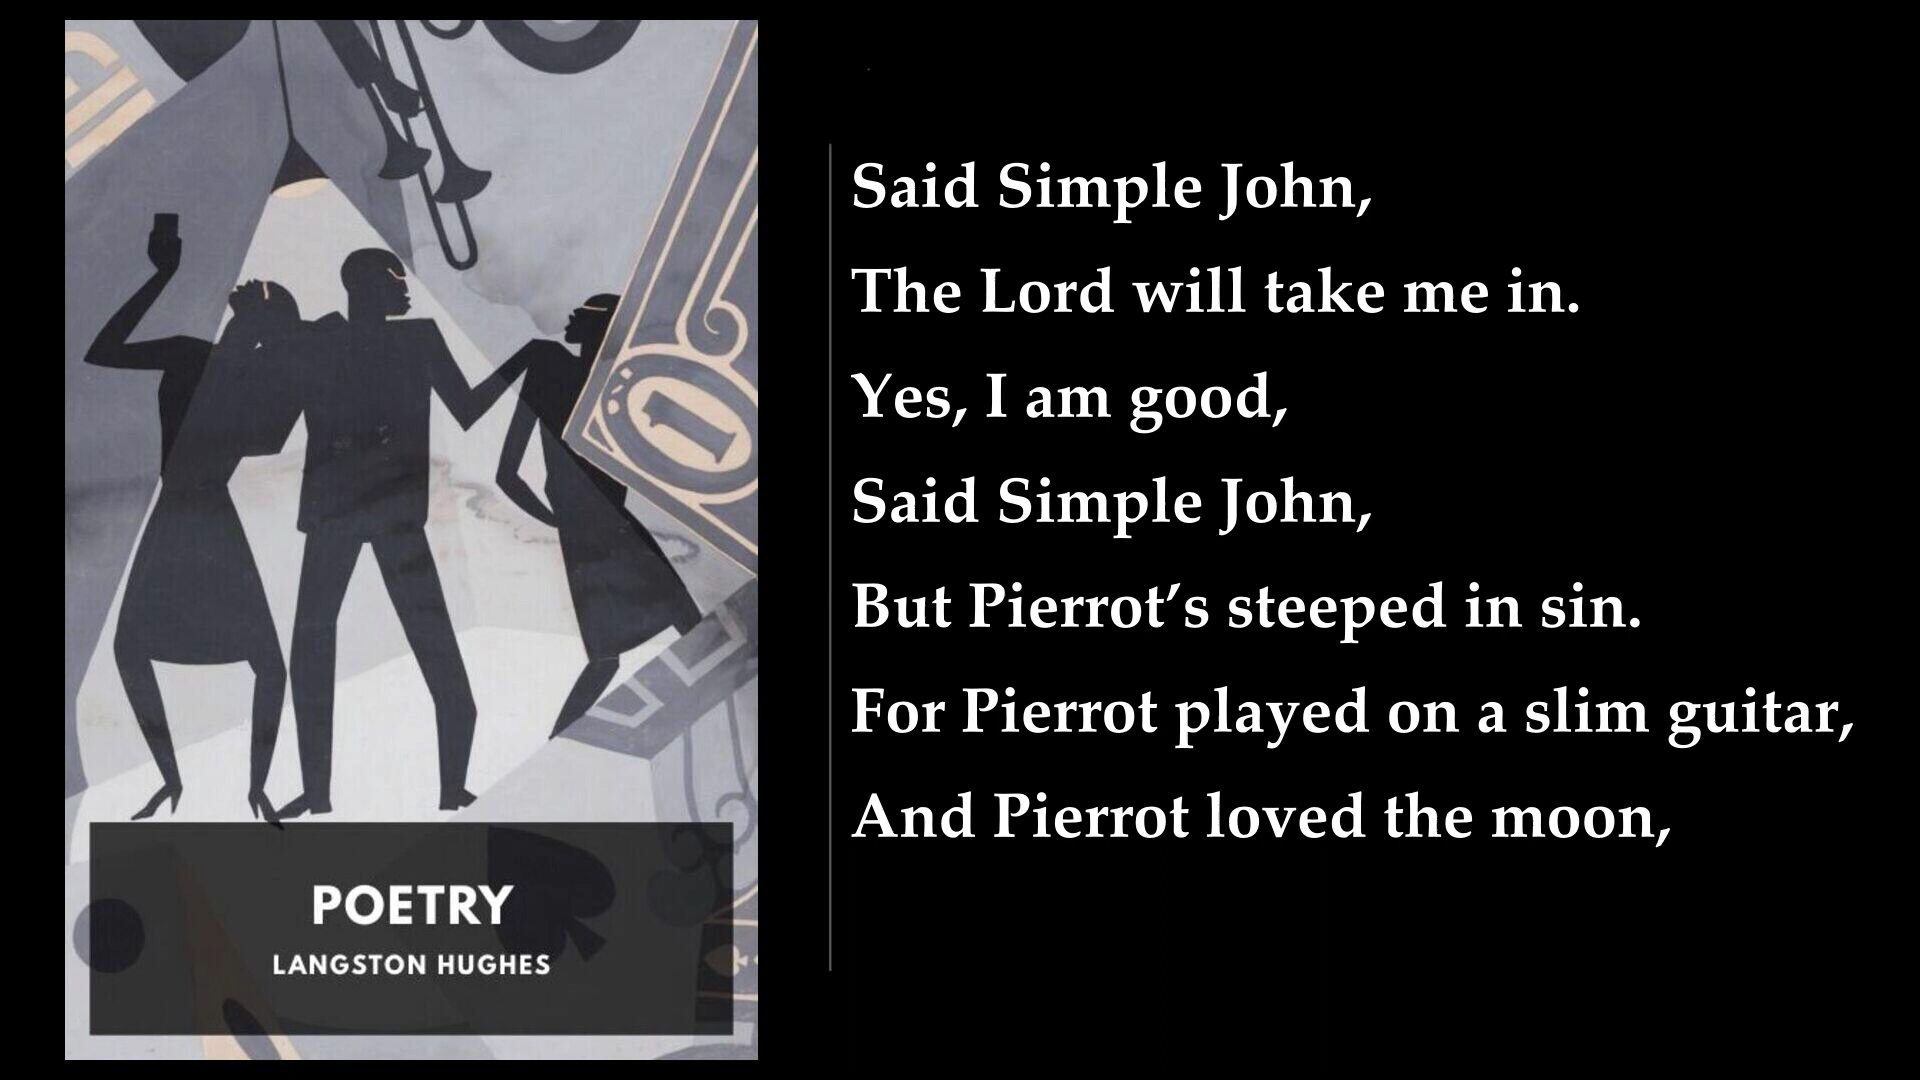 Said Simple John,
The Lord will take me in.
Yes, I am good,
Said Simple John,
But Pierrot’s steeped in sin.
For Pierrot played on a slim guitar,
And Pierrot loved the moon,
1
POETRY
LANGSTON HUGHES